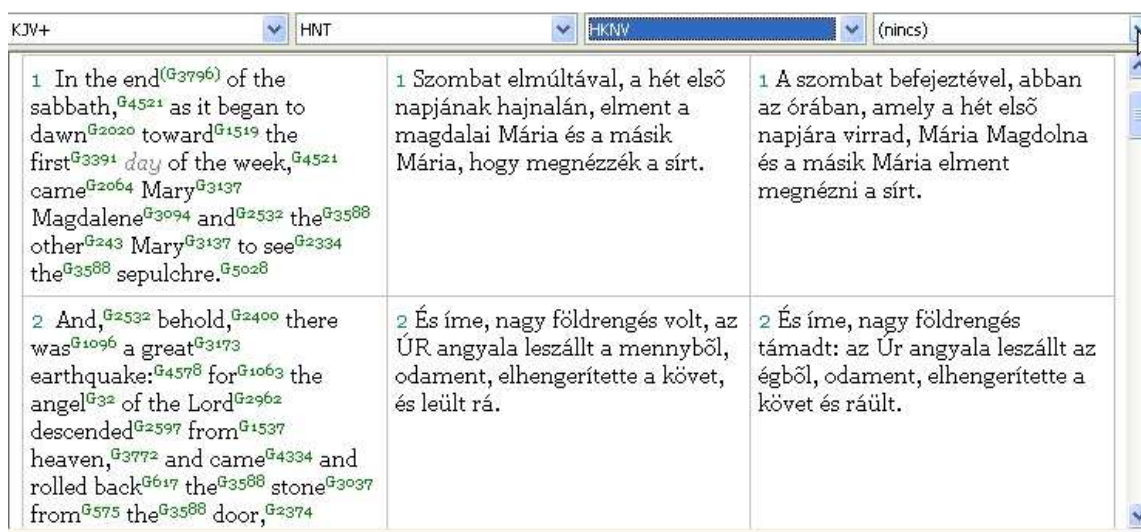 KJV+
HNT
HKNV
(nincs)
1 In the end(G3796) of the
sabbath,G4521 as it began to
dawnG2020 towardG1519 the
firstG3391 day of the week,G4521
cameG2064 MaryG3137
MagdaleneG3094 andG2532 theG3588
otherG243 MaryG3137 to seeG2334
theG3588 sepulchre.G5028
1 Szombat elmúltával, a hét elsõ
napjának hajnalán, elment a
magdalai Mária és a másik
Mária, hogy megnézzék a sírt.
1 A szombat befejeztével, abban
az órában, amely a hét elsõ
napjára virrad, Mária Magdolna
és a másik Mária elment
megnézni a sírt.
2 And,G2532 behold,G2400 there
wasG1096 a greatG3173
earthquake:G4578 forG1063 the
angelG32 of the LordG2962
descendedG2597 fromG1537
heaven,G3772 and cameG4334 and
rolled backG617 theG3588 stoneG3037
fromG575 theG3588 door,G2374
2 És íme, nagy földrengés volt, az
ÚR angyala leszállt a mennybõl,
odament, elhengerítette a követ,
és leült rá.
2 És íme, nagy földrengés
támadt: az Úr angyala leszállt az
égbõl, odament, elhengerítette a
követ és ráült.